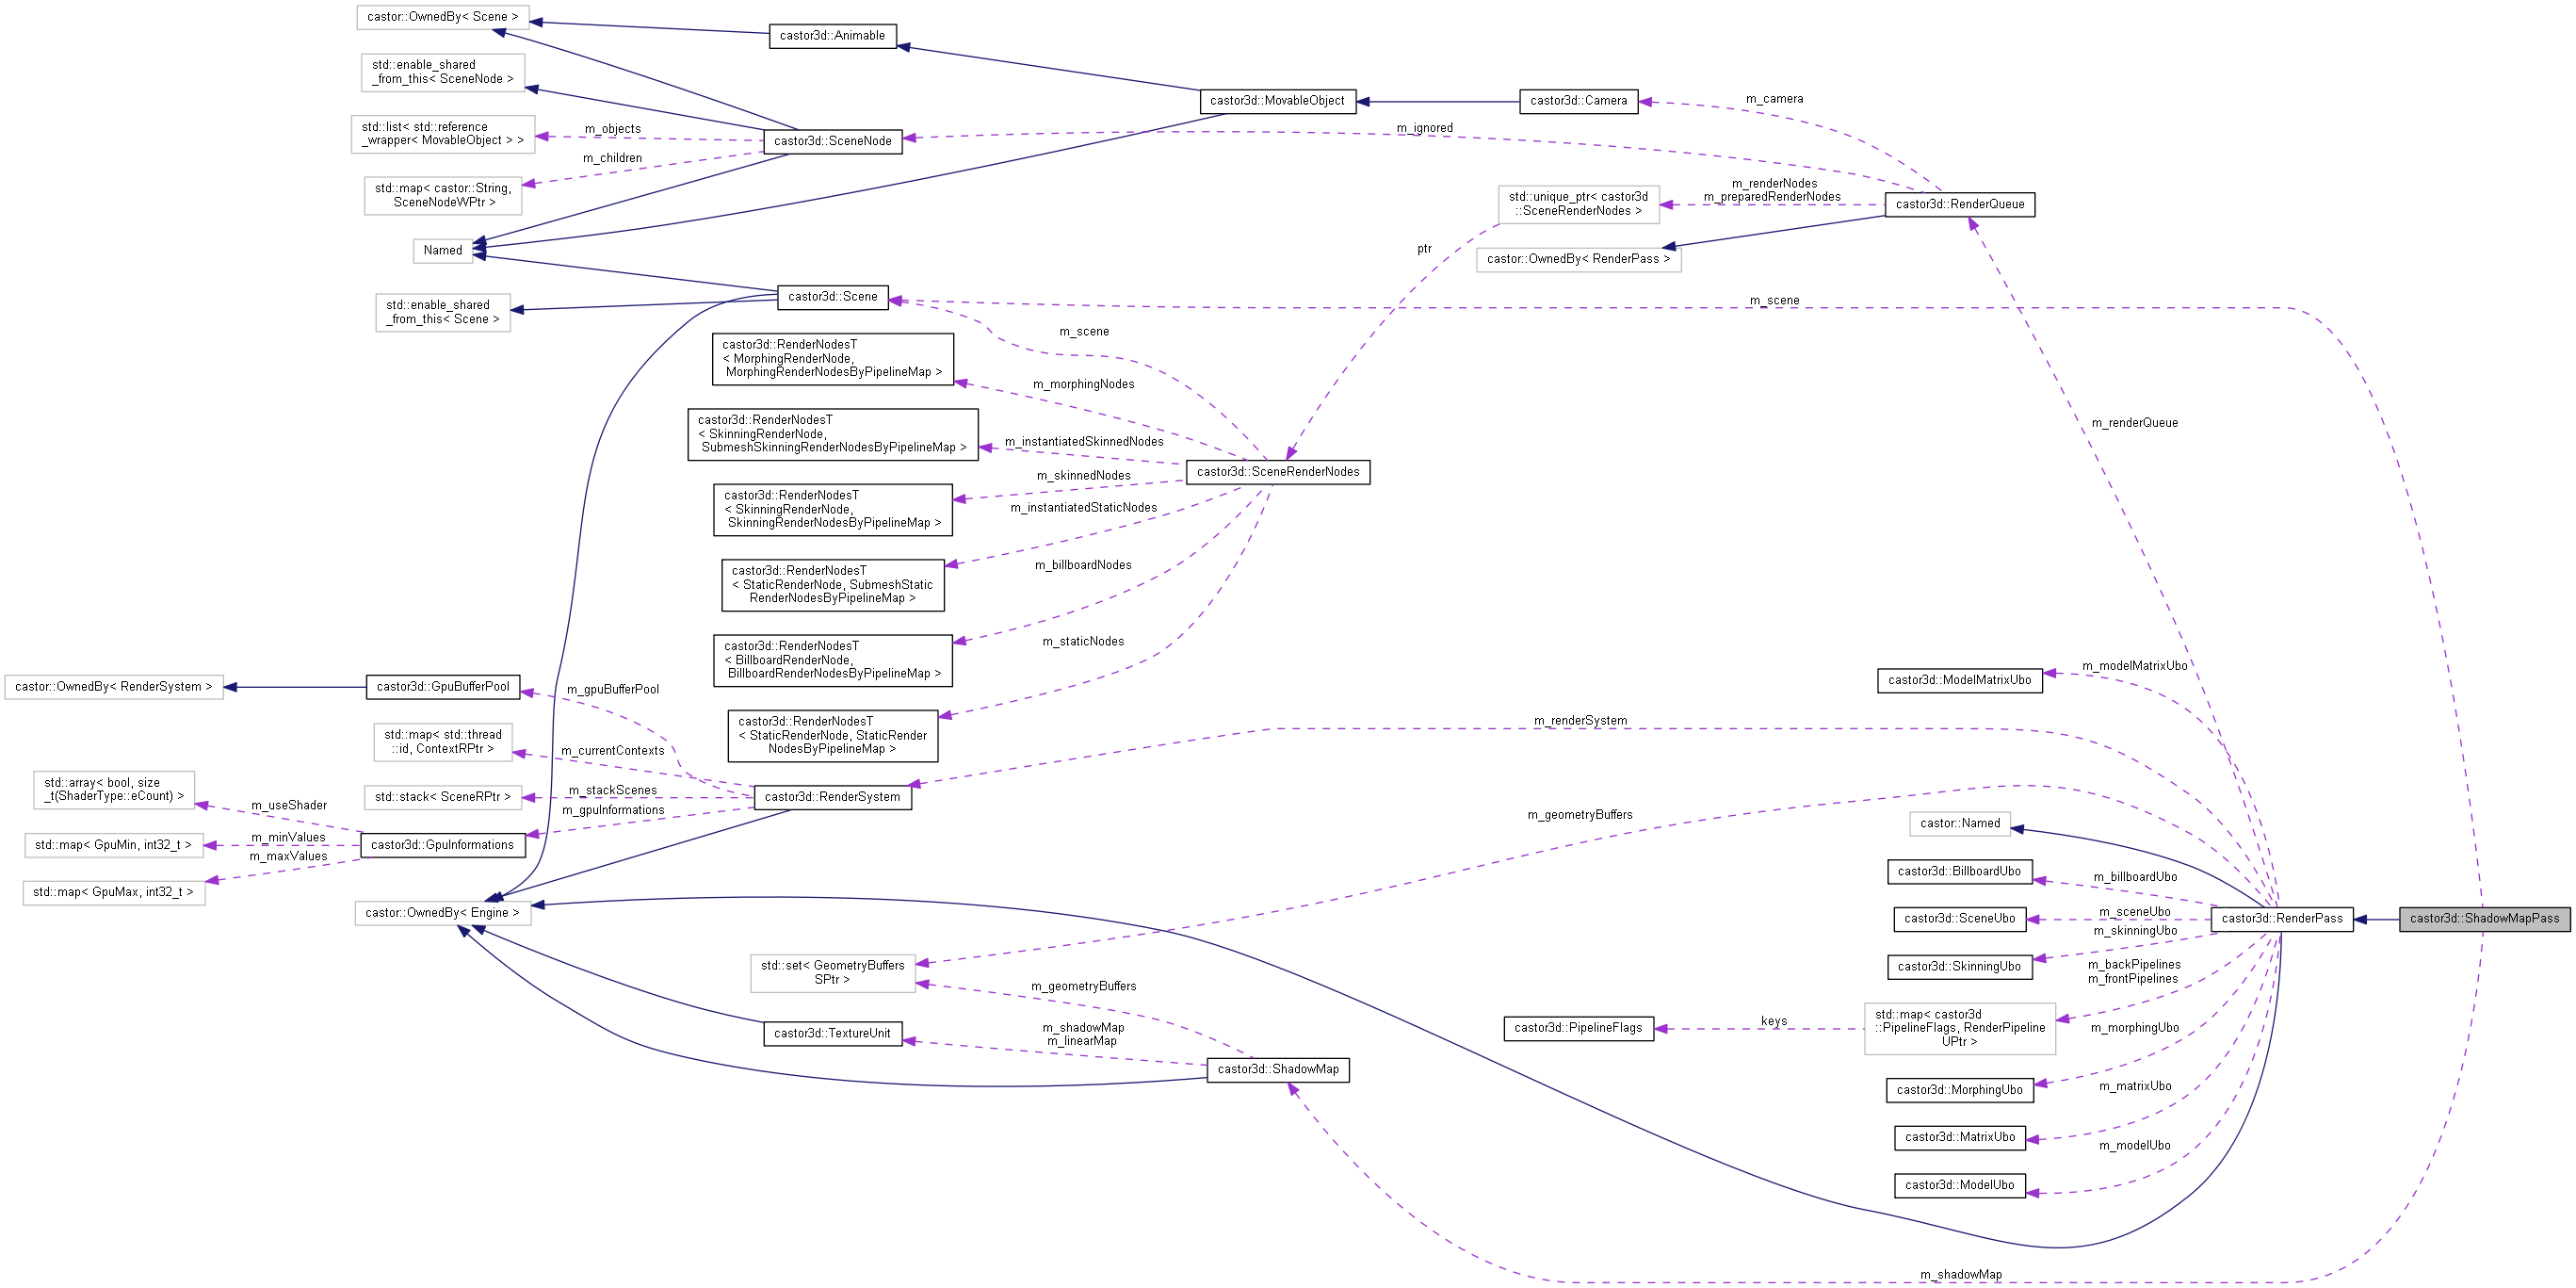 castor::OwnedBy< Scene >
castor3d::Animable
std::enable_shared
_from_this< SceneNode >
castor3d::MovableObject
castor3d::Camera
m_camera
std::list< std::reference
_wrapper< MovableObject > >
m_objects
m_children
castor3d::SceneNode
m_ignored
std::map< castor::String,
SceneNodeWPtr >
std::unique_ptr< castor3d
::SceneRenderNodes >
m_renderNodes
m_preparedRenderNodes
castor3d::RenderQueue
Named
ptr
castor::OwnedBy< RenderPass >
std::enable_shared
_from_this< Scene >
castor3d::Scene
m_scene
m_scene
castor3d::RenderNodesT
< MorphingRenderNode,
MorphingRenderNodesByPipelineMap >
m_morphingNodes
castor3d::RenderNodesT
< SkinningRenderNode,
SubmeshSkinningRenderNodesByPipelineMap >
m_instantiatedSkinnedNodes
m_renderQueue
castor3d::SceneRenderNodes
m_skinnedNodes
castor3d::RenderNodesT
< SkinningRenderNode,
SkinningRenderNodesByPipelineMap >
m_instantiatedStaticNodes
castor3d::RenderNodesT
< StaticRenderNode, SubmeshStatic
RenderNodesByPipelineMap >
m_billboardNodes
castor3d::RenderNodesT
< BillboardRenderNode,
BillboardRenderNodesByPipelineMap >
m_staticNodes
castor::OwnedBy< RenderSystem >
castor3d::GpuBufferPool
m_gpuBufferPool
castor3d::ModelMatrixUbo
m_modelMatrixUbo
castor3d::RenderNodesT
< StaticRenderNode, StaticRender
NodesByPipelineMap >
m_renderSystem
std::map< std::thread
::id, ContextRPtr >
m_currentContexts
std::array< bool, size
_t(ShaderType::eCount) >
m_useShader
std::stack< SceneRPtr >
m_stackScenes
m_gpuInformations
castor3d::RenderSystem
m_geometryBuffers
std::map< GpuMin, int32_t >
m_minValues
m_maxValues
castor3d::GpuInformations
castor::Named
std::map< GpuMax, int32_t >
castor3d::BillboardUbo
m_billboardUbo
castor::OwnedBy< Engine >
castor3d::SceneUbo
m_sceneUbo
m_skinningUbo
castor3d::RenderPass
castor3d::ShadowMapPass
std::set< GeometryBuffers
SPtr >
m_geometryBuffers
castor3d::SkinningUbo
m_backPipelines
m_frontPipelines
castor3d::TextureUnit
m_shadowMap
m_linearMap
castor3d::PipelineFlags
keys
std::map< castor3d
::PipelineFlags, RenderPipeline
UPtr >
m_morphingUbo
castor3d::ShadowMap
castor3d::MorphingUbo
m_matrixUbo
castor3d::MatrixUbo
m_modelUbo
castor3d::ModelUbo
m_shadowMap